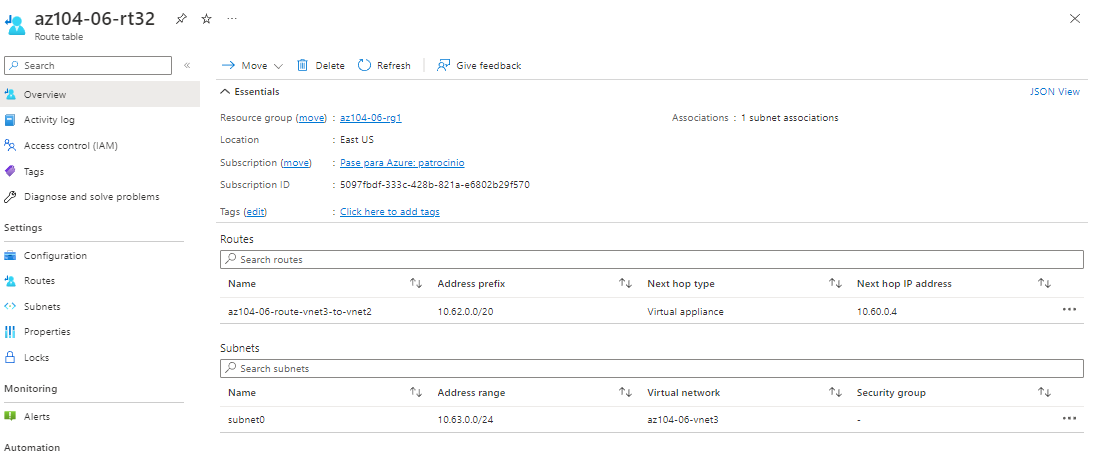 az104-06-rt32
Route table
Search
Move Delete Refresh Give feedback
Overview
Activity log
Access control (IAM)
Tags
Diagnose and solve problems
Settings
Configuration
Routes
Subnets
Properties
Locks
Monitoring
Alerts
Automation
Essentials JSON View
Resource group (move) : az104-06-rg1 Associations : 1 subnet associations
Location : East US
Subscription (move) : Pase para Azure: patrocinio
Subscription ID : 5097fbdf-333c-428b-821a-e6802b29f570
Tags (edit) : Click here to add tags
Routes
Search routes
Name Address prefix Next hop type Next hop IP address
az104-06-route-vnet3-to-vnet2 10.62.0.0/20 Virtual appliance 10.60.0.4
Subnets
Search subnets
Name Address range Virtual network Security group
subnet0 10.63.0.0/24 az104-06-vnet3 -